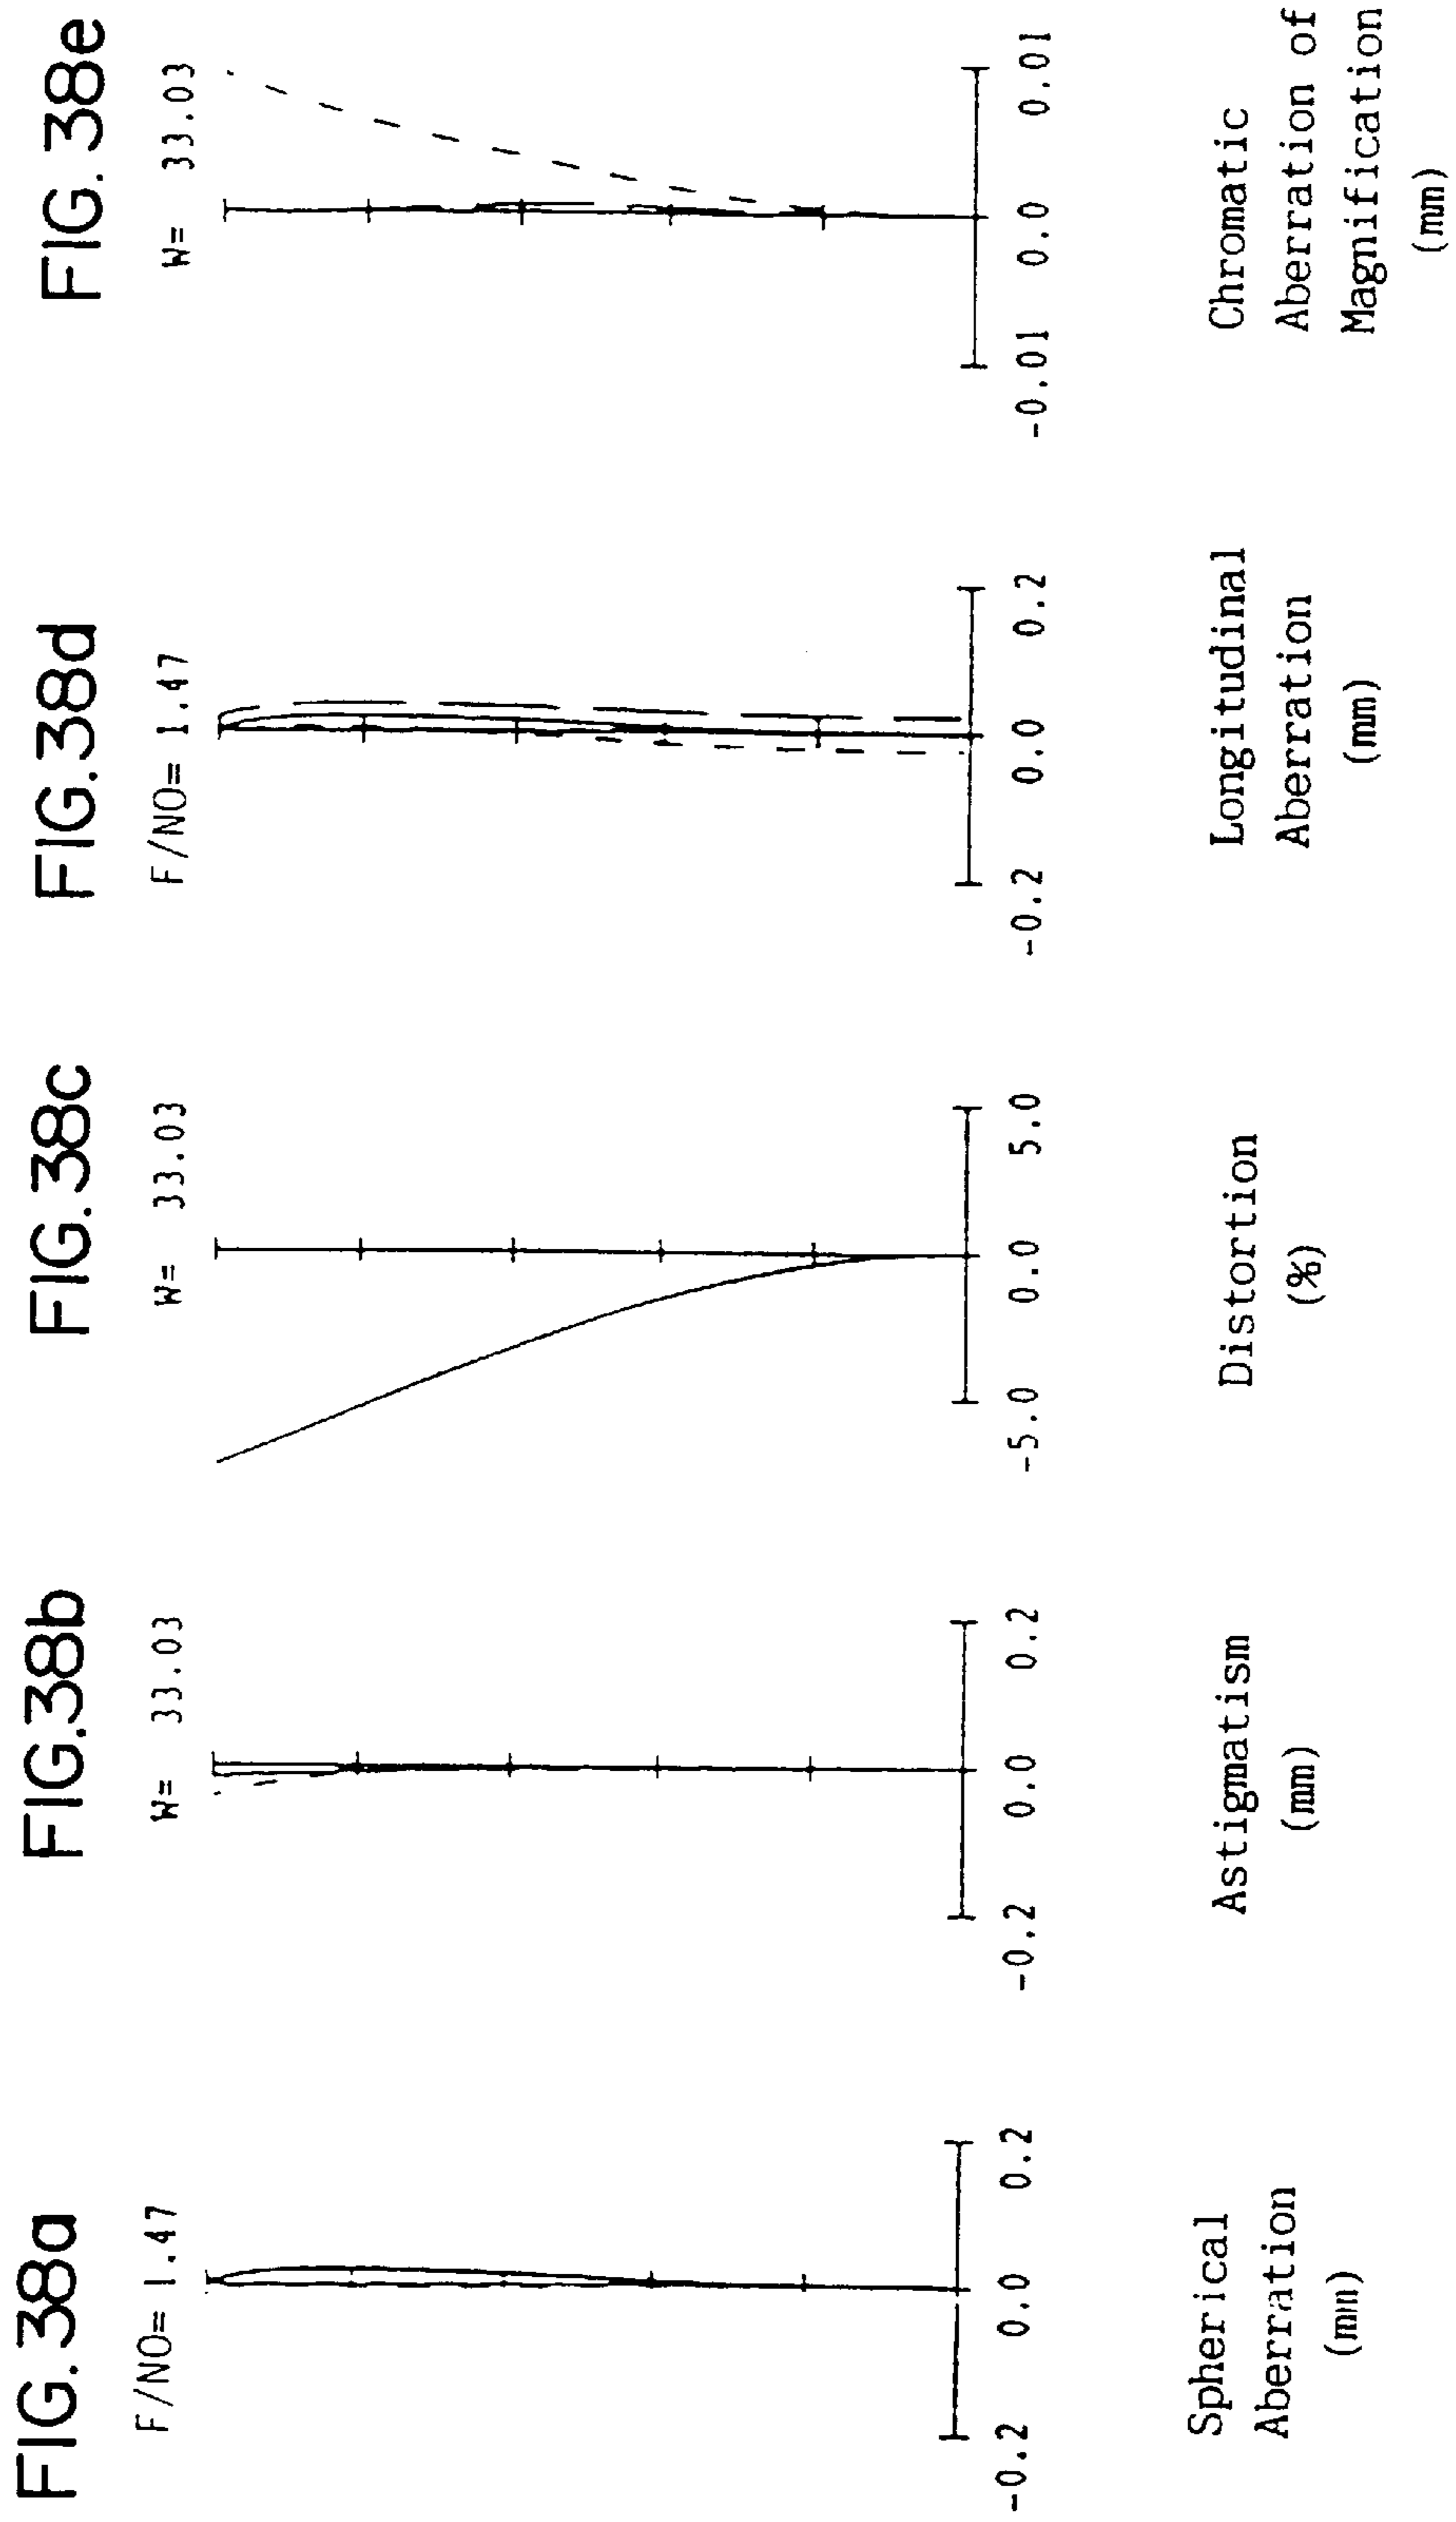 FIG. 38a
F/NO= 1.47
-0.2 0.0 0.2
Spherical
Aberration
(mm)
FIG.38b
W= 33.03
-0.2 0.0 0.2
Astigmatism
(mm)
FIG.38c
W= 33.03
-5.0 0.0 5.0
Distortion
(%)
FIG.38d
F/NO= 1.47
-0.2 0.0 0.2
Longitudinal
Aberration
(mm)
FIG. 38e
W= 33.03
-0.01 0.0 0.01
Chromatic
Aberration of
Magnification
(mm)